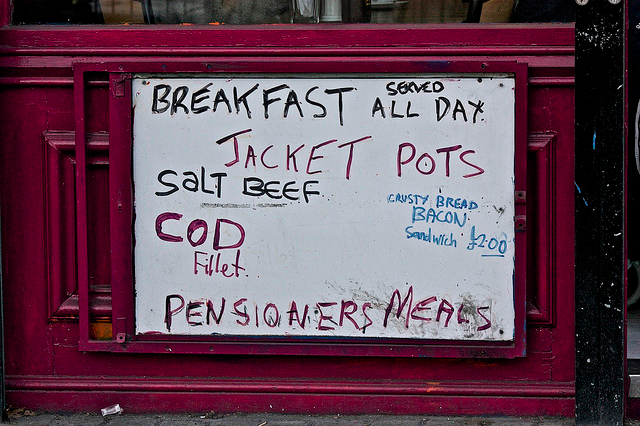 BREAKFAST SERVED ALL DAY.
JACKET POTS
SALT BEEF
CRUSTY BREAD
BACON
Sandwich £2.00
COD
Fillet.
PENSIONERS MEALS